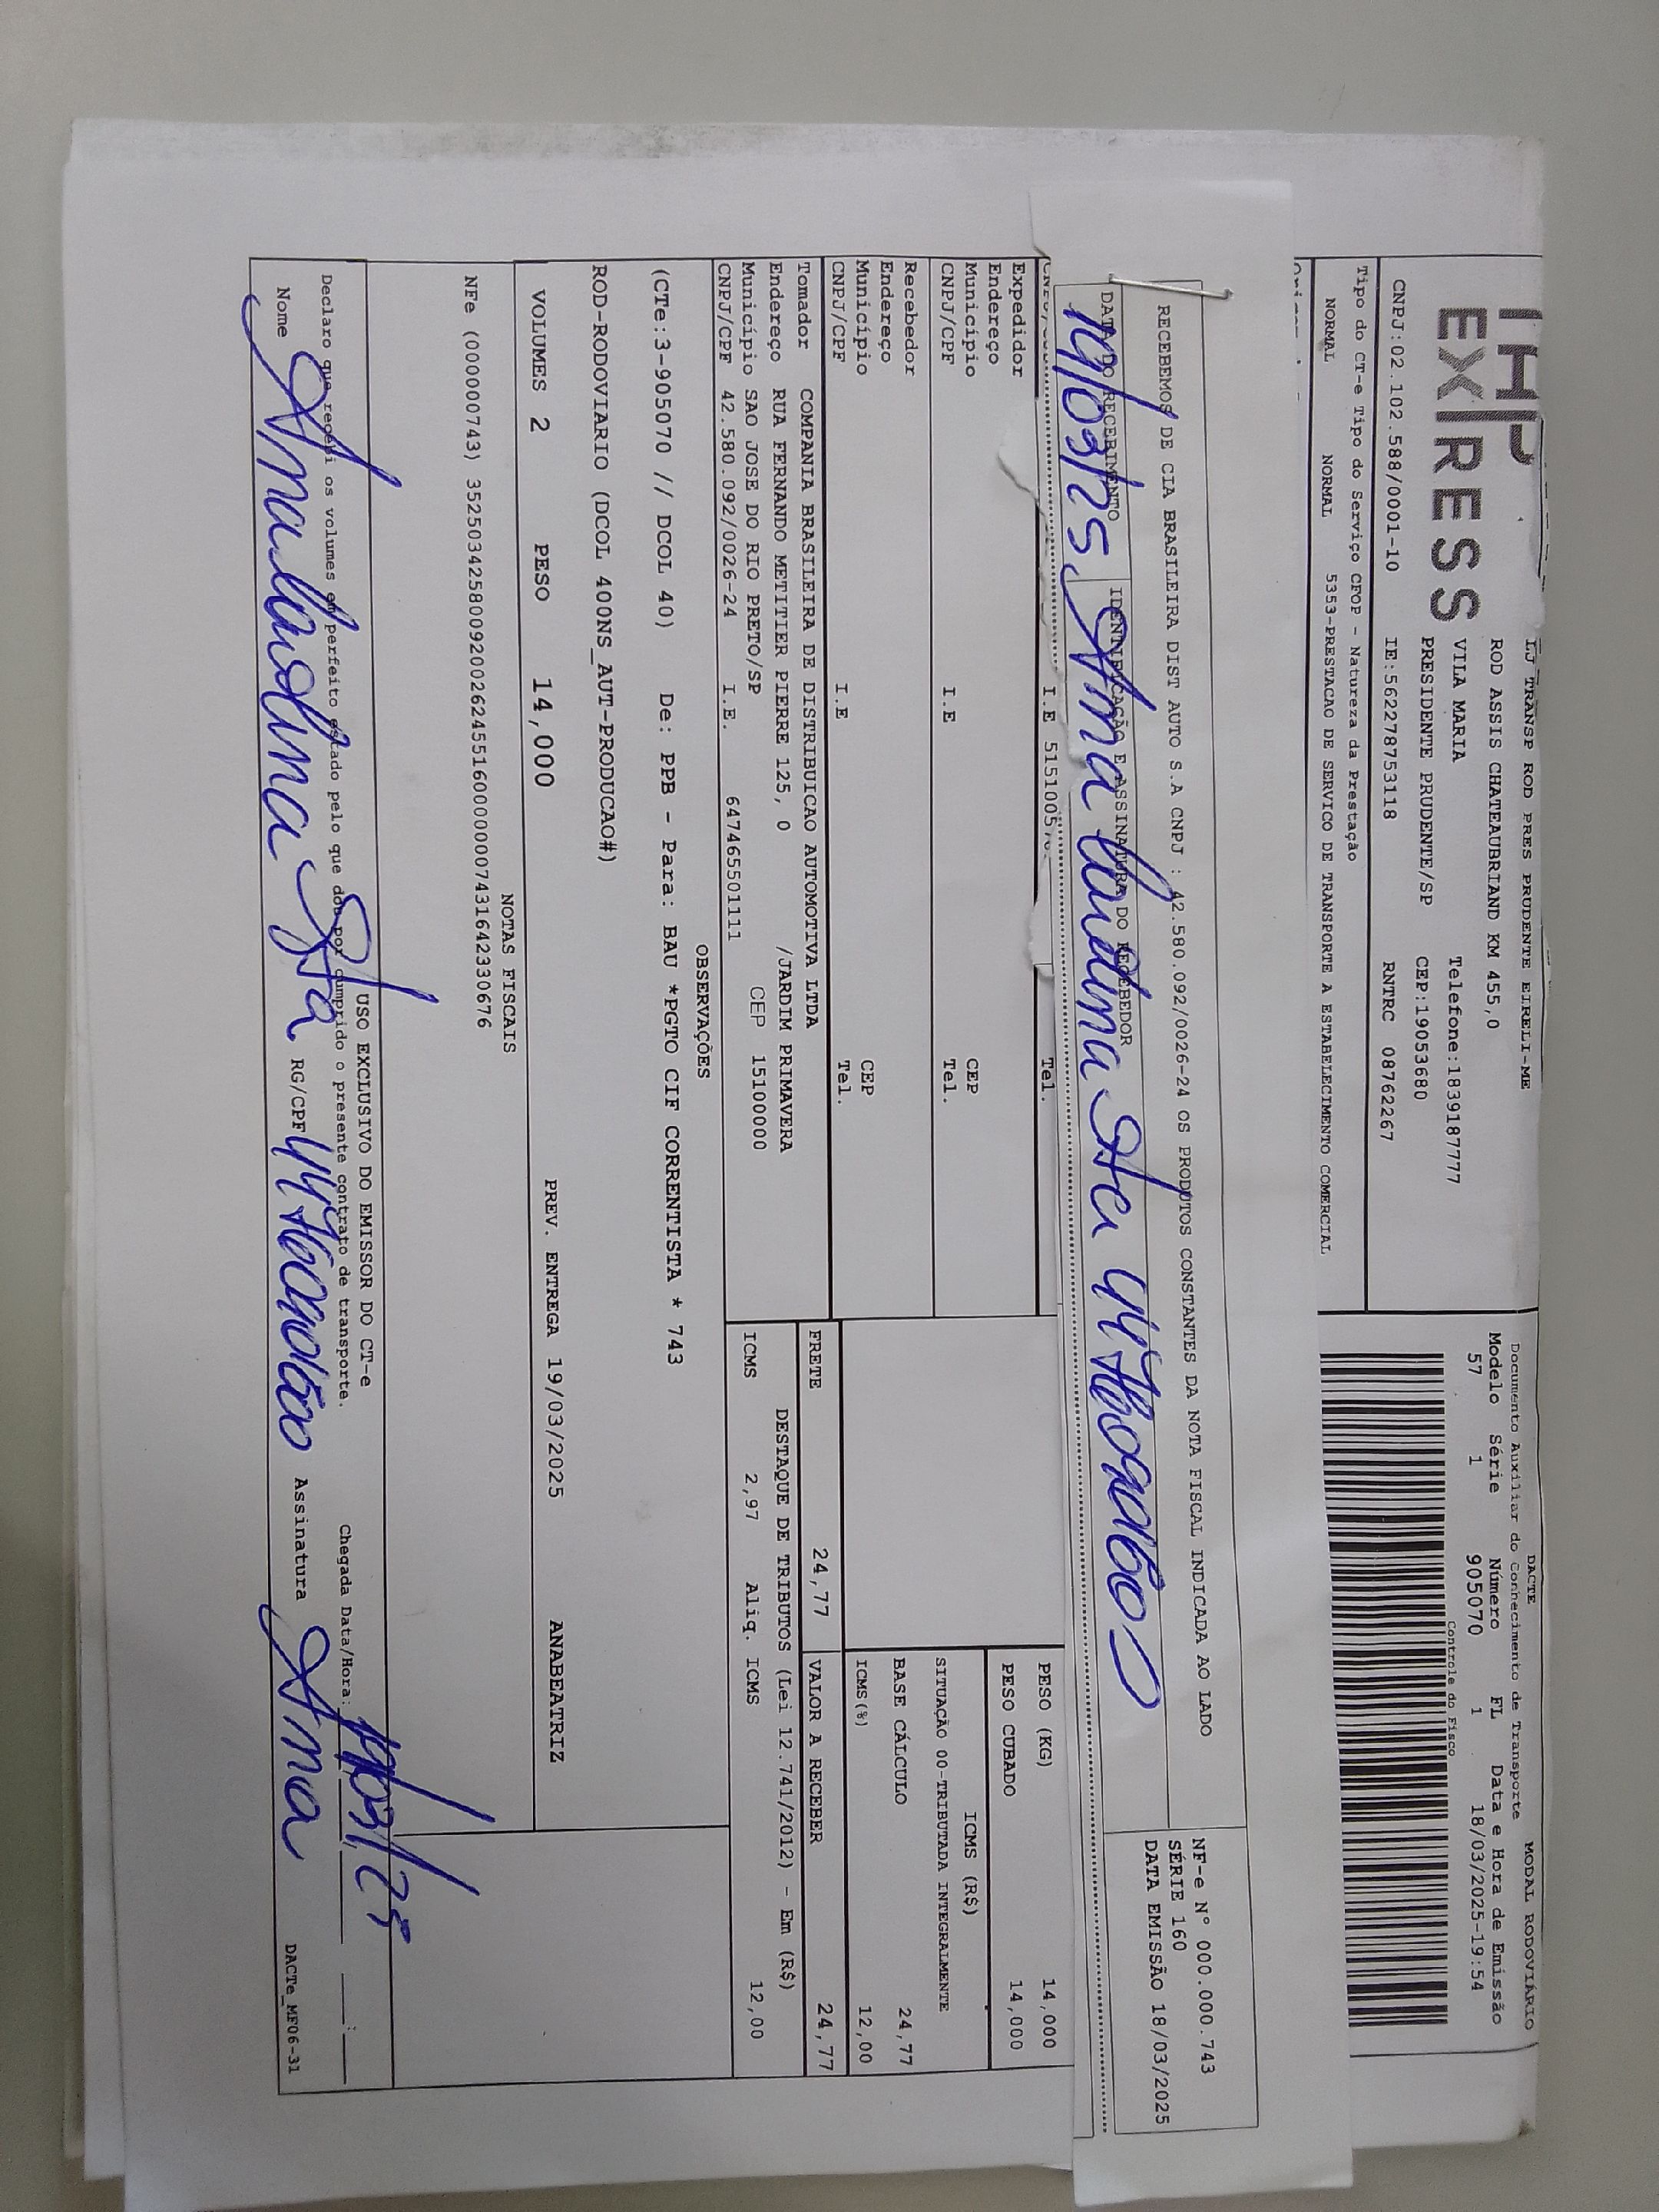 EXPRESS
LJ TRANSP ROD PRES PRUDENTE EIRELI-ME
ROD ASSIS CHATEAUBRIAND KM 455,0
VILA MARIA Telefone:1839187777
PRESIDENTE PRUDENTE/SP CEP:19053680
CNPJ:02.102.588/0001-10 IE:562278753118 RNTRC 08762267
DACTE MODAL RODOVIÁRIO
Documento Auxiliar do Conhecimento de Transporte
Modelo Série Número FL Data e Hora de Emissão
57 1 905070 1 18/03/2025-19:54
Controle do Fisco
Tipo do CT-e Tipo do Serviço CFOP - Natureza da Prestação
NORMAL NORMAL 5353-PRESTACAO DE SERVICO DE TRANSPORTE A ESTABELECIMENTO COMERCIAL
RECEBEMOS DE CIA BRASILEIRA DIST AUTO S.A CNPJ : 42.580.092/0026-24 OS PRODUTOS CONSTANTES DA NOTA FISCAL INDICADA AO LADO
NF-e N° 000.000.743
SÉRIE 160
DATA EMISSÃO 18/03/2025
DATA DO RECEBIMENTO IDENTIFICAÇÃO E ASSINATURA DO RECEBEDOR
19/03/25 Ana
I.E Tel.
Expedidor
Endereço
Município CEP
CNPJ/CPF I.E Tel.
Recebedor
Endereço
Município CEP
CNPJ/CPF I.E Tel.
PESO (KG) 14,000
PESO CUBADO 14,000
ICMS (R$)
SITUAÇÃO 00-TRIBUTADA INTEGRALMENTE
BASE CÁLCULO 24,77
ICMS(%) 12,00
Tomador COMPANIA BRASILEIRA DE DISTRIBUICAO AUTOMOTIVA LTDA
Endereço RUA FERNANDO METITIER PIERRE 125, 0 /JARDIM PRIMAVERA
Município SAO JOSE DO RIO PRETO/SP CEP 15100000
CNPJ/CPF 42.580.092/0026-24 I.E. 647465501111
FRETE 24,77 VALOR A RECEBER 24,77
DESTAQUE DE TRIBUTOS (Lei 12.741/2012) - Em (R$)
ICMS 2,97 Aliq. ICMS 12,00
OBSERVAÇÕES
(CTe:3-905070 // DCOL 40) De: PPB - Para: BAU *PGTO CIF CORRENTISTA * 743
ROD-RODOVIARIO (DCOL 400NS_AUT-PRODUCAO#)
VOLUMES 2 PESO 14,000 PREV. ENTREGA 19/03/2025 ANABEATRIZ
NOTAS FISCAIS
NFe (000000743) 35250342580092002624551600000007431642330676
USO EXCLUSIVO DO EMISSOR DO CT-e
Declaro que recebi os volumes em perfeito estado pelo que dou por cumprido o presente contrato de transporte. Chegada Data/Hora:
Nome Ana RG/CPF Assinatura Ana
DACTe_MF06-31